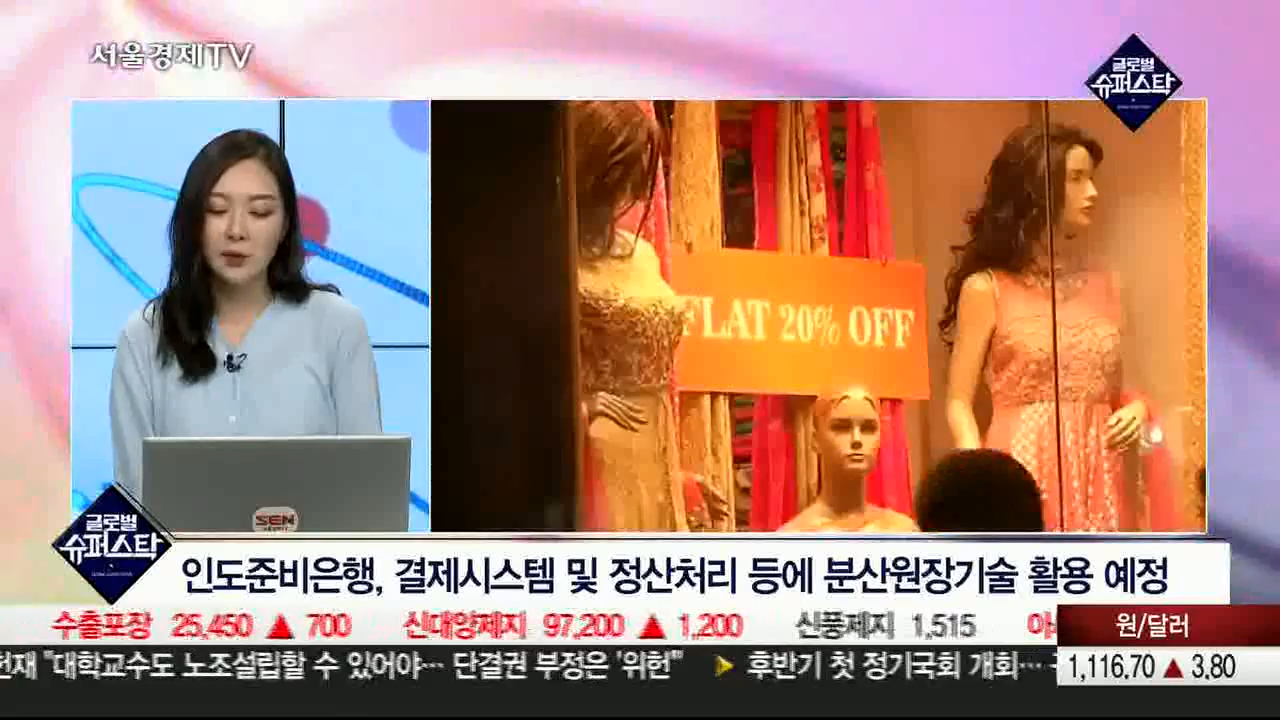 서울경제TV
글로벌
슈퍼스탁
FLAT 20% OFF
SEN
글로벌
슈퍼스탁
인도준비은행, 결제시스템 및 정산처리 등에 분산원장기술 활용 예정
수출포장 25,450 ▲ 700 신대양제지 97,200 ▲ 1,200 신풍제지 1,515
원/달러
헌재 "대학교수도 노조설립할 수 있어야… 단결권 부정은 '위헌" ▶ 후반기 첫 정기국회 개회…
1,116.70 ▲ 3.80